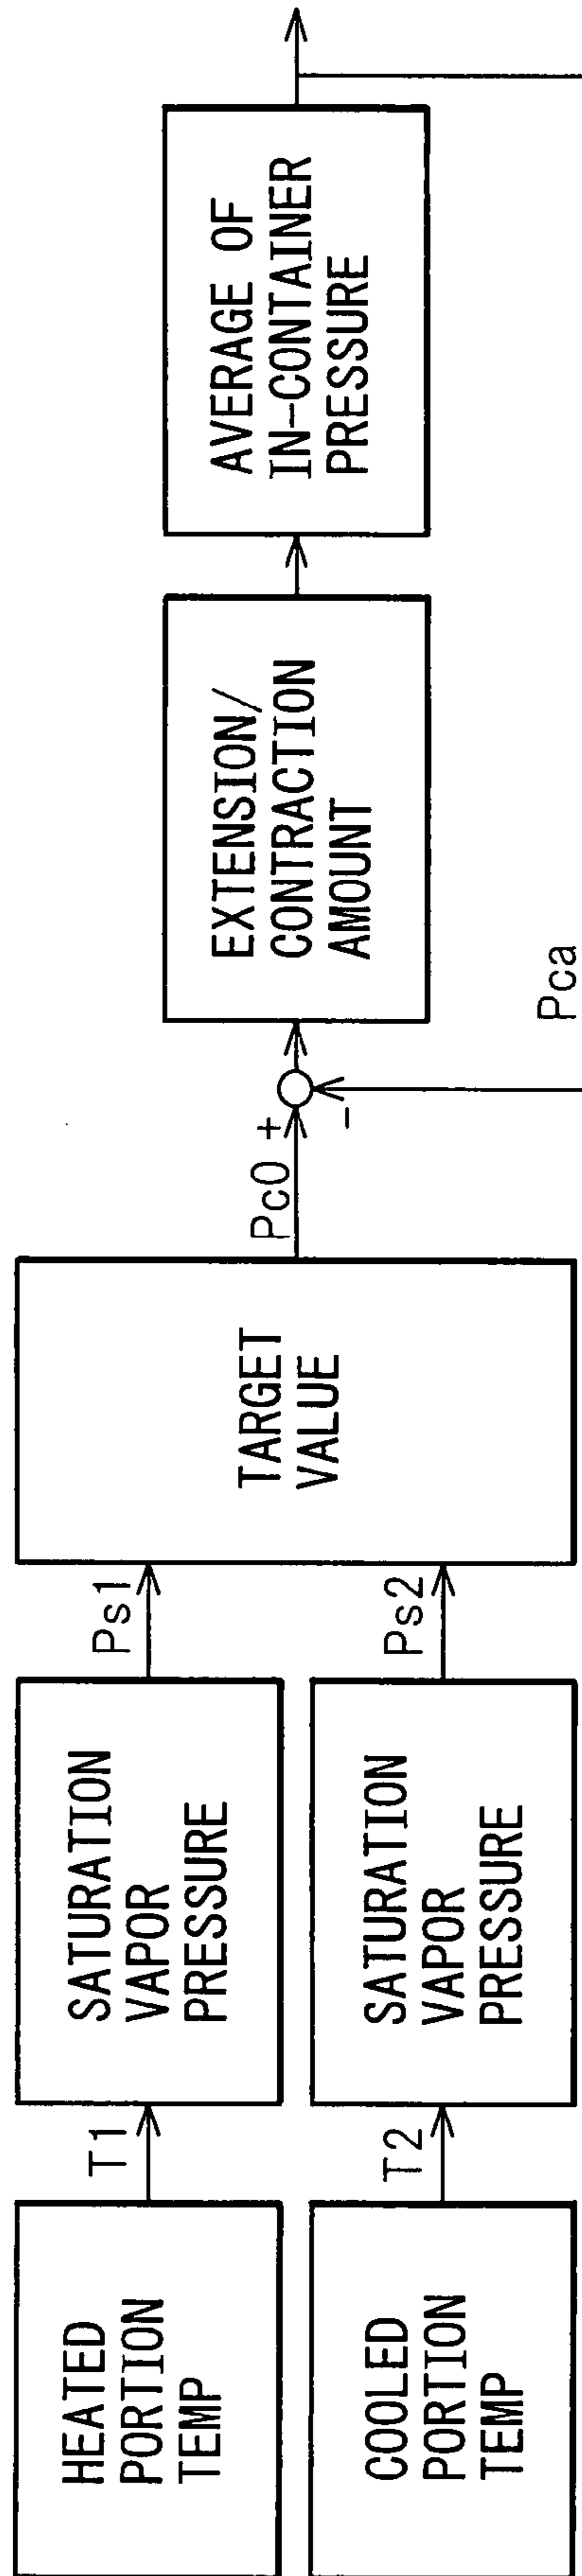 HEATED
PORTION
TEMP
T1
SATURATION
VAPOR
PRESSURE
Ps1
COOLED
PORTION
TEMP
T2
SATURATION
VAPOR
PRESSURE
Ps2
TARGET
VALUE
Pc0
+
-
EXTENSION/
CONTRACTION
AMOUNT
AVERAGE OF
IN-CONTAINER
PRESSURE
Pca